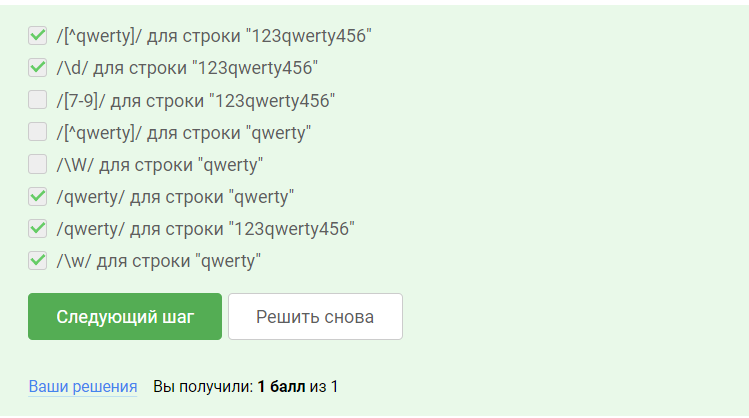 /[^qwerty]/ для строки "123qwerty456"
/\d/ для строки "123qwerty456"
/[7-9]/ для строки "123qwerty456"
/[^qwerty]/ для строки "qwerty"
/\W/ для строки "qwerty"
/qwerty/ для строки "qwerty"
/qwerty/ для строки "123qwerty456"
/\w/ для строки "qwerty"
Следующий шаг Решить снова
Ваши решения Вы получили: 1 балл из 1